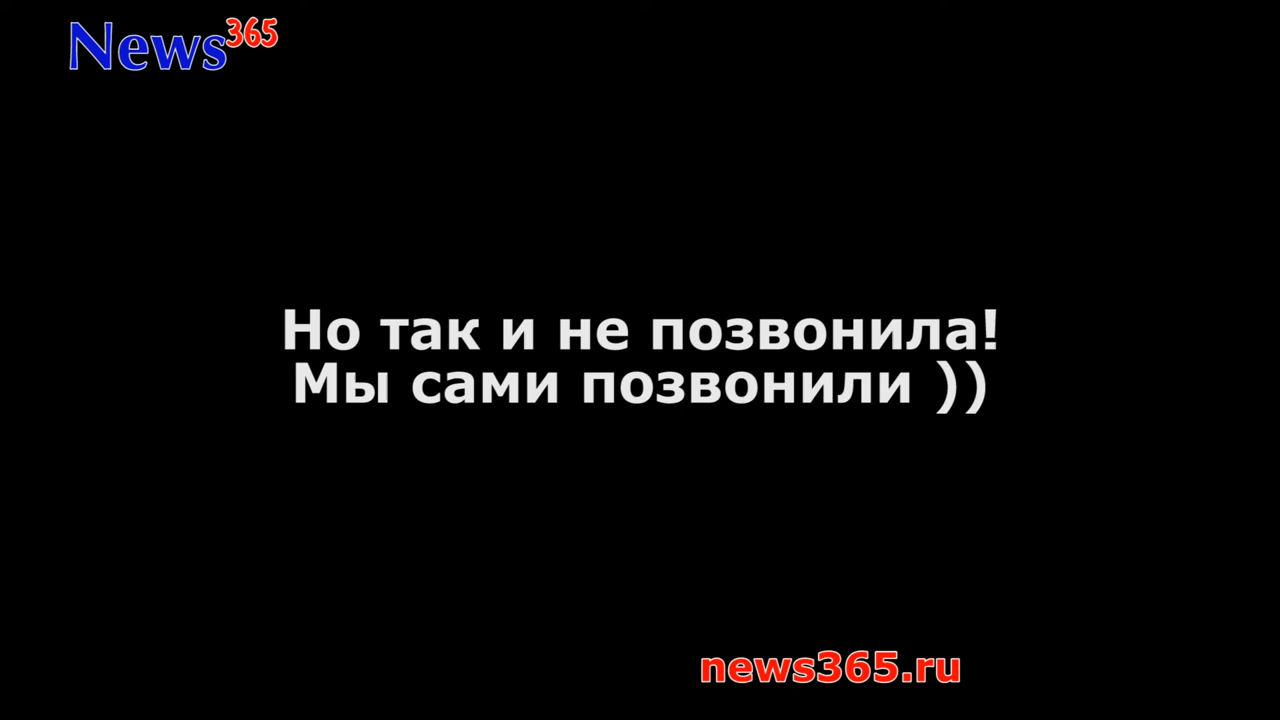 News365
Но так и не позвонила!
Мы сами позвонили ))
news365.ru